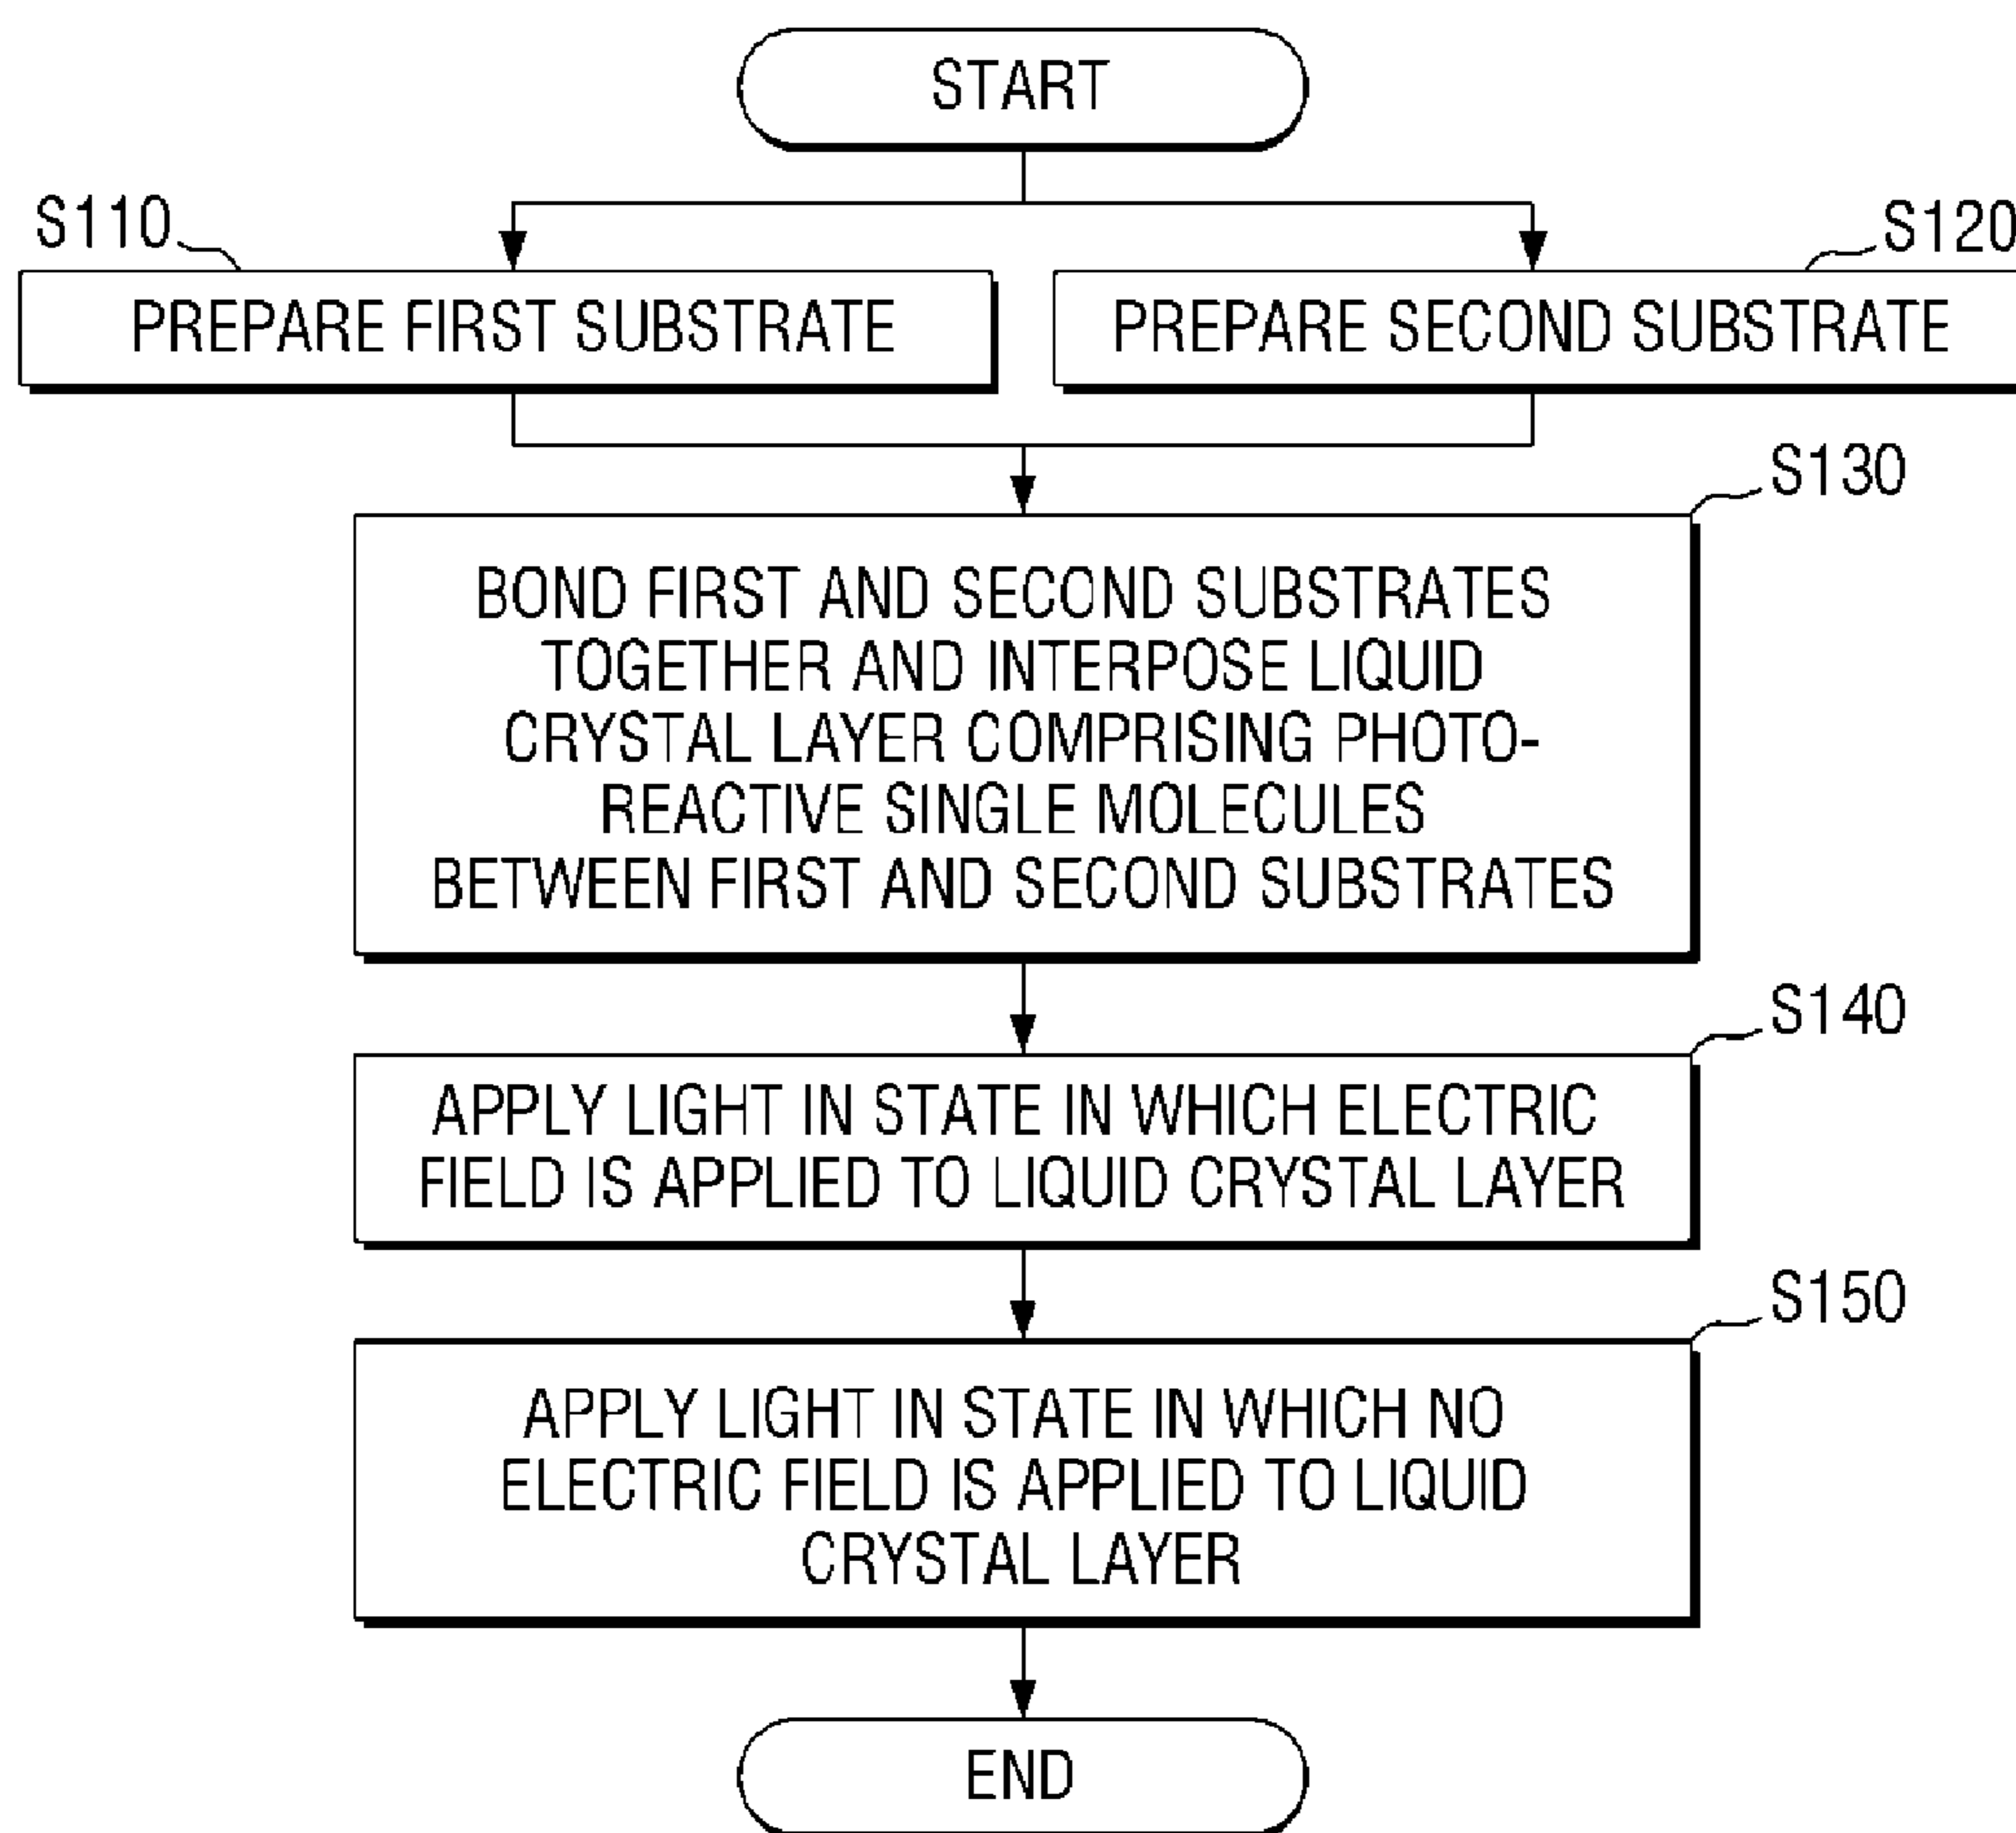 START
S110
S120
PREPARE FIRST SUBSTRATE
PREPARE SECOND SUBSTRATE
S130
BOND FIRST AND SECOND SUBSTRATES
TOGETHER AND INTERPOSE LIQUID
CRYSTAL LAYER COMPRISING PHOTO-
REACTIVE SINGLE MOLECULES
BETWEEN FIRST AND SECOND SUBSTRATES
S140
APPLY LIGHT IN STATE IN WHICH ELECTRIC
FIELD IS APPLIED TO LIQUID CRYSTAL LAYER
S150
APPLY LIGHT IN STATE IN WHICH NO
ELECTRIC FIELD IS APPLIED TO LIQUID
CRYSTAL LAYER
END